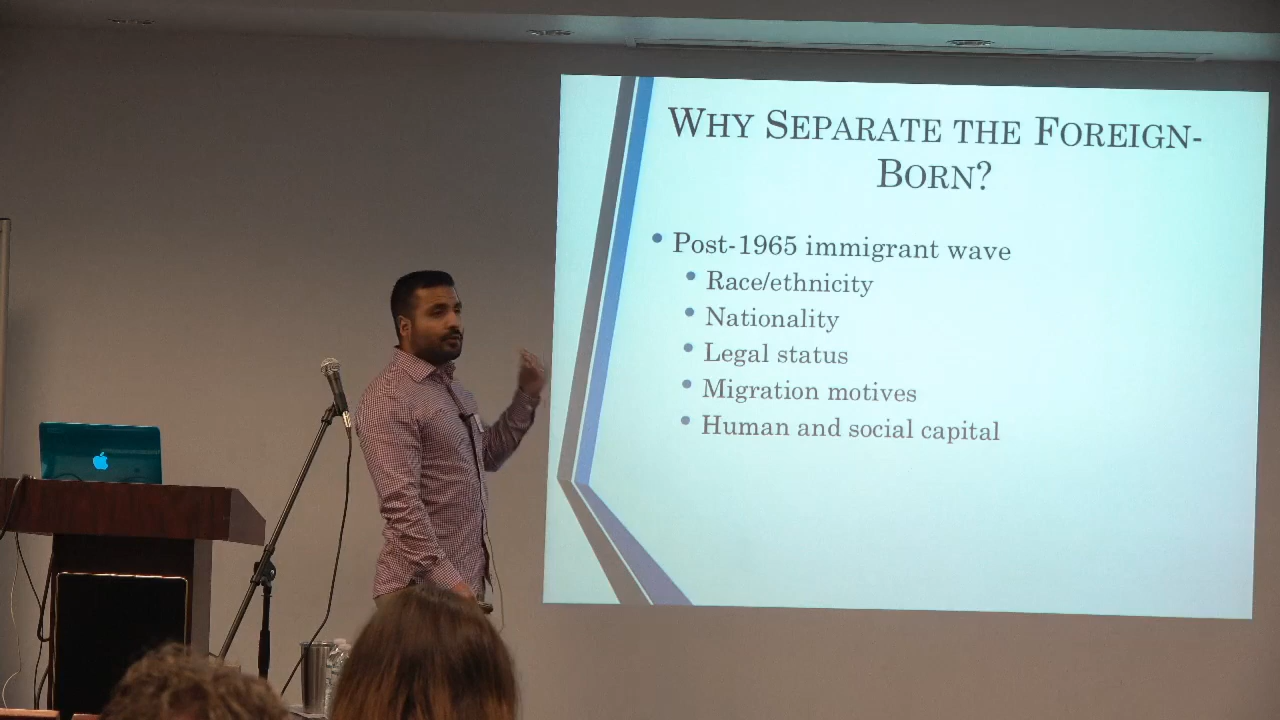 WHY SEPARATE THE FOREIGN-
BORN?
• Post-1965 immigrant wave
• Race/ethnicity
• Nationality
• Legal status
• Migration motives
• Human and social capital